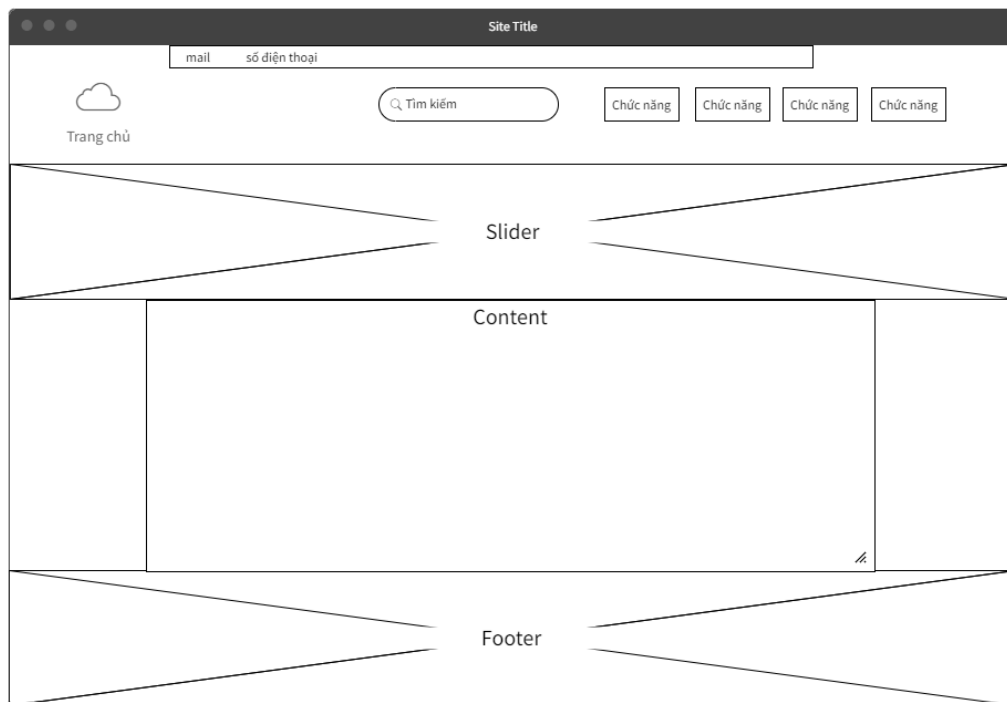 Site Title
mail số điện thoại
Tìm kiếm Chức năng Chức năng Chức năng Chức năng
Trang chủ
Slider
Content
Footer